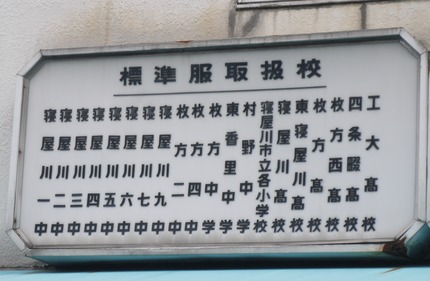 標準服取扱校
寝屋川一中
寝屋川二中
寝屋川三中
寝屋川四中
寝屋川五中
寝屋川六中
寝屋川七中
寝屋川九中
枚方二中
枚方四中
枚方中学
東香里中学
村野中学
寝屋川市立各小学校
寝屋川高校
東寝屋川高校
枚方高校
枚方西高校
四条畷高校
工大高校